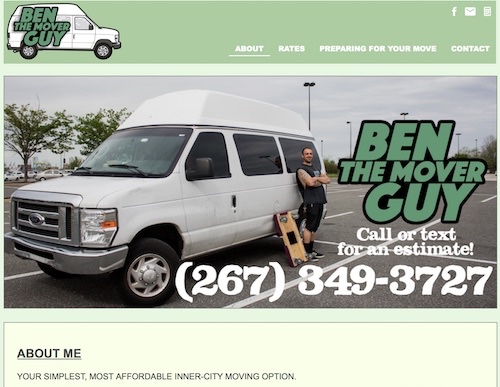 BEN
THE MOVER
GUY
ABOUT
RATES
PREPARING FOR YOUR MOVE
CONTACT
BEN
THE MOVER
GUY
Call or text
for an estimate!
(267) 349-3727
ABOUT ME
YOUR SIMPLEST, MOST AFFORDABLE INNER-CITY MOVING OPTION.